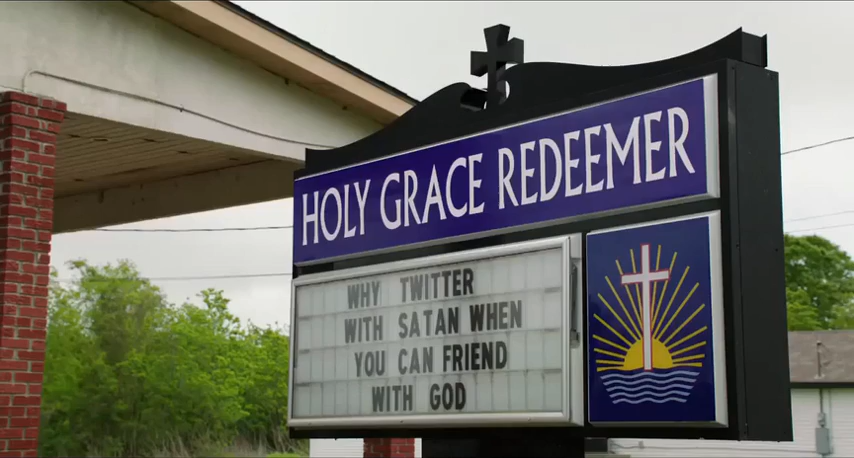 HOLY GRACE REDEEMER
WHY TWITTER
WITH SATAN WHEN
YOU CAN FRIEND
WITH GOD